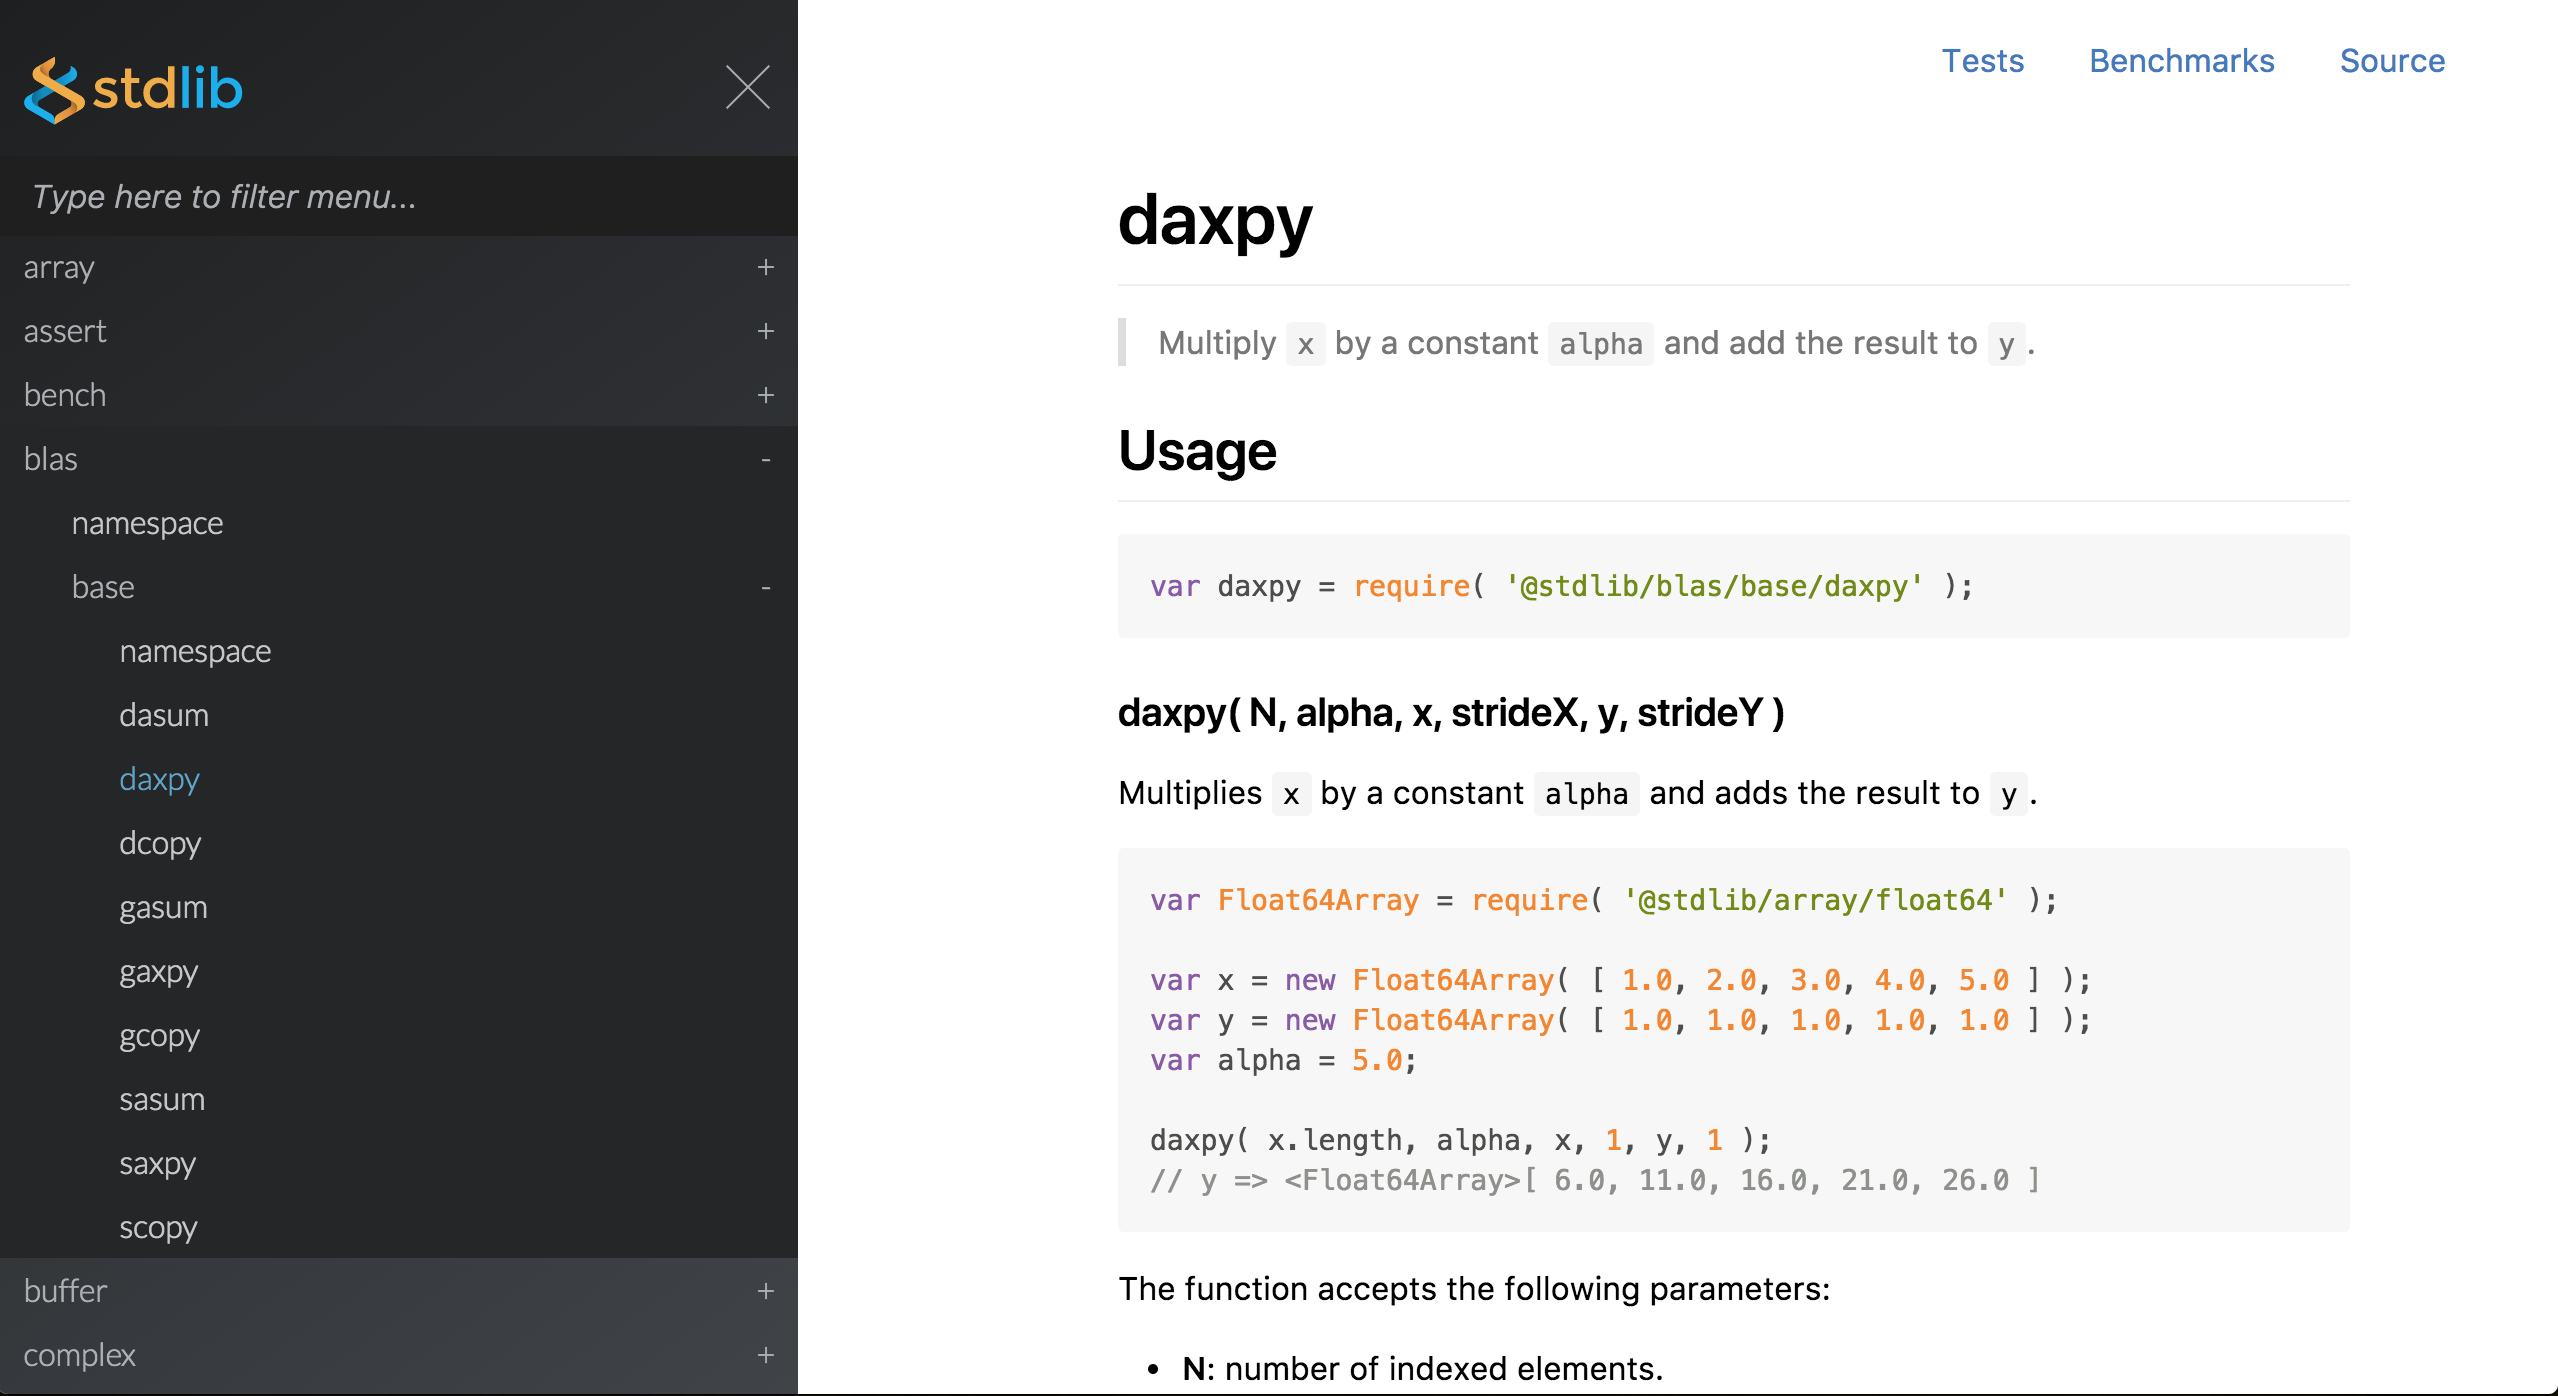 stdlib
Type here to filter menu...
array +
assert +
bench +
blas -
namespace
base -
namespace
dasum
daxpy
dcopy
gasum
gaxpy
gcopy
sasum
saxpy
scopy
buffer +
complex +
Tests Benchmarks Source
daxpy
Multiply x by a constant alpha and add the result to y.
Usage
var daxpy = require( '@stdlib/blas/base/daxpy' );
daxpy( N, alpha, x, strideX, y, strideY )
Multiplies x by a constant alpha and adds the result to y.
var Float64Array = require( '@stdlib/array/float64' );
var x = new Float64Array( [ 1.0, 2.0, 3.0, 4.0, 5.0 ] );
var y = new Float64Array( [ 1.0, 1.0, 1.0, 1.0, 1.0 ] );
var alpha = 5.0;
daxpy( x.length, alpha, x, 1, y, 1 );
// y => <Float64Array>[ 6.0, 11.0, 16.0, 21.0, 26.0 ]
The function accepts the following parameters:
• N: number of indexed elements.